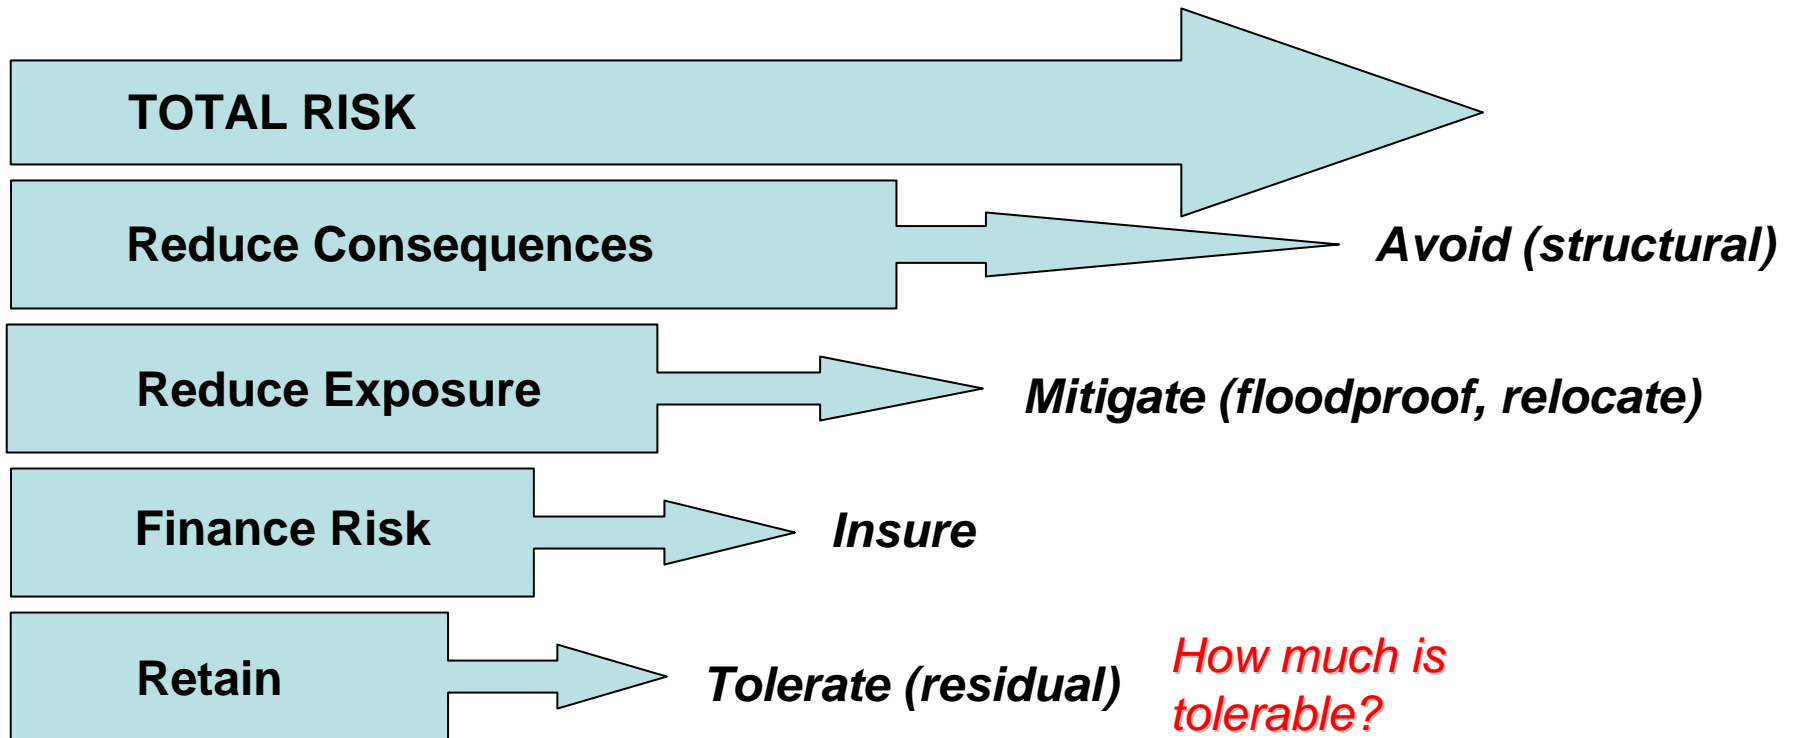 TOTAL RISK
Reduce Consequences
Avoid (structural)
Reduce Exposure
Mitigate (floodproof, relocate)
Finance Risk
Insure
Retain
Tolerate (residual)
How much is
tolerable?